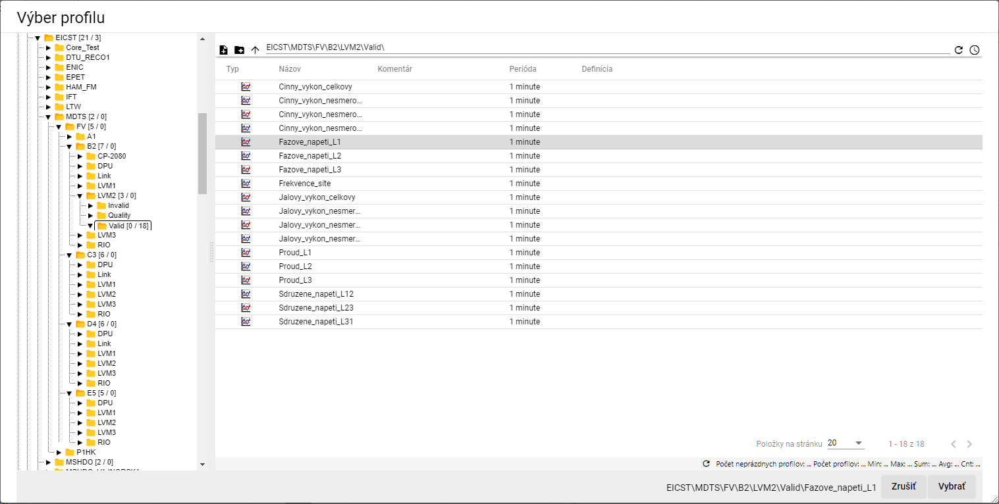 Výber profilu
EICST [21 / 3]
Core_Test
DTU_RECO1
ENIC
EPET
HAM_FM
IFT
LTW
MDTS [2 / 0]
FV [5 / 0]
A1
B2 [7 / 0]
CP-2080
DPU
Link
LVM1
LVM2 [3 / 0]
Invalid
Quality
Valid [0 / 18]
LVM3
RIO
C3 [6 / 0]
DPU
Link
LVM1
LVM2
LVM3
RIO
D4 [6 / 0]
DPU
Link
LVM1
LVM2
LVM3
RIO
E5 [5 / 0]
DPU
LVM1
LVM2
LVM3
RIO
P1HK
MSHDO [2 / 0]
EICST\MDTS\FV\B2\LVM2\Valid\
Typ Názov Komentár Perióda Definícia
Cinny_vykon_celkovy 1 minute
Cinny_vykon_nesmero... 1 minute
Cinny_vykon_nesmero... 1 minute
Cinny_vykon_nesmero... 1 minute
Fazove_napeti_L1 1 minute
Fazove_napeti_L2 1 minute
Fazove_napeti_L3 1 minute
Frekvence_site 1 minute
Jalovy_vykon_celkovy 1 minute
Jalovy_vykon_nesmer... 1 minute
Jalovy_vykon_nesmer... 1 minute
Jalovy_vykon_nesmer... 1 minute
Proud_L1 1 minute
Proud_L2 1 minute
Proud_L3 1 minute
Sdruzene_napeti_L12 1 minute
Sdruzene_napeti_L23 1 minute
Sdruzene_napeti_L31 1 minute
Položky na stránku 20 1 - 18 z 18
Počet neprázdnych profilov: ... Počet profilov: ... Min: ... Max: ... Sum: ... Avg: ... Cnt: ...
EICST\MDTS\FV\B2\LVM2\Valid\Fazove_napeti_L1 Zrušiť Vybrať